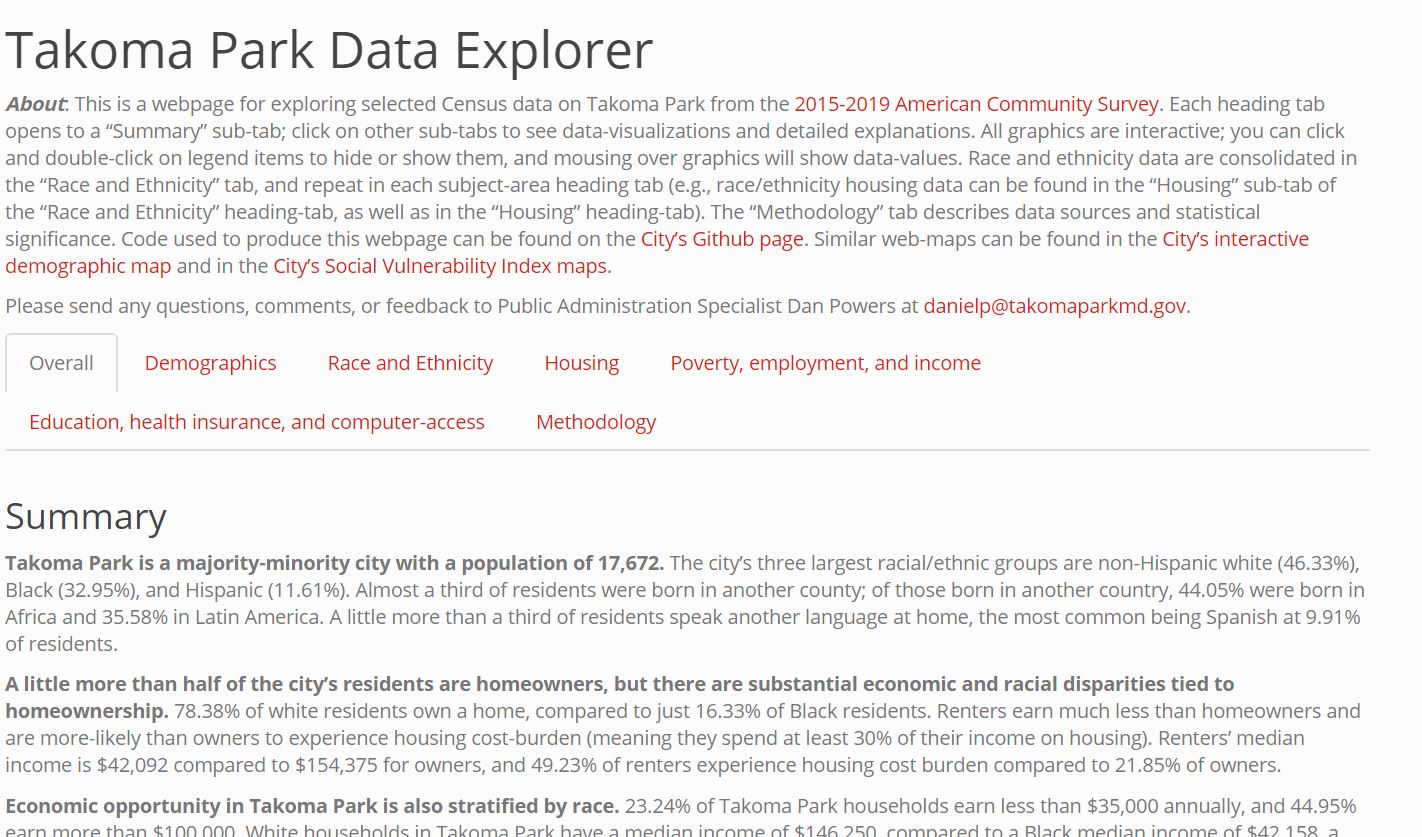 Takoma Park Data Explorer
About: This is a webpage for exploring selected Census data on Takoma Park from the 2015-2019 American Community Survey. Each heading tab
opens to a “Summary” sub-tab; click on other sub-tabs to see data-visualizations and detailed explanations. All graphics are interactive; you can click
and double-click on legend items to hide or show them, and mousing over graphics will show data-values. Race and ethnicity data are consolidated in
the “Race and Ethnicity” tab, and repeat in each subject-area heading tab (e.g., race/ethnicity housing data can be found in the “Housing” sub-tab of
the “Race and Ethnicity” heading-tab, as well as in the “Housing” heading-tab). The “Methodology” tab describes data sources and statistical
significance. Code used to produce this webpage can be found on the City’s Github page. Similar web-maps can be found in the City’s interactive
demographic map and in the City’s Social Vulnerability Index maps.
Please send any questions, comments, or feedback to Public Administration Specialist Dan Powers at danielp@takomaparkmd.gov.
Overall Demographics Race and Ethnicity Housing Poverty, employment, and income
Education, health insurance, and computer-access Methodology
Summary
Takoma Park is a majority-minority city with a population of 17,672. The city’s three largest racial/ethnic groups are non-Hispanic white (46.33%),
Black (32.95%), and Hispanic (11.61%). Almost a third of residents were born in another county; of those born in another country, 44.05% were born in
Africa and 35.58% in Latin America. A little more than a third of residents speak another language at home, the most common being Spanish at 9.91%
of residents.
A little more than half of the city’s residents are homeowners, but there are substantial economic and racial disparities tied to
homeownership. 78.38% of white residents own a home, compared to just 16.33% of Black residents. Renters earn much less than homeowners and
are more-likely than owners to experience housing cost-burden (meaning they spend at least 30% of their income on housing). Renters’ median
income is $42,092 compared to $154,375 for owners, and 49.23% of renters experience housing cost burden compared to 21.85% of owners.
Economic opportunity in Takoma Park is also stratified by race. 23.24% of Takoma Park households earn less than $35,000 annually, and 44.95%
earn more than $100,000. White households in Takoma Park have a median income of $146,250, compared to a Black median income of $42,158, a